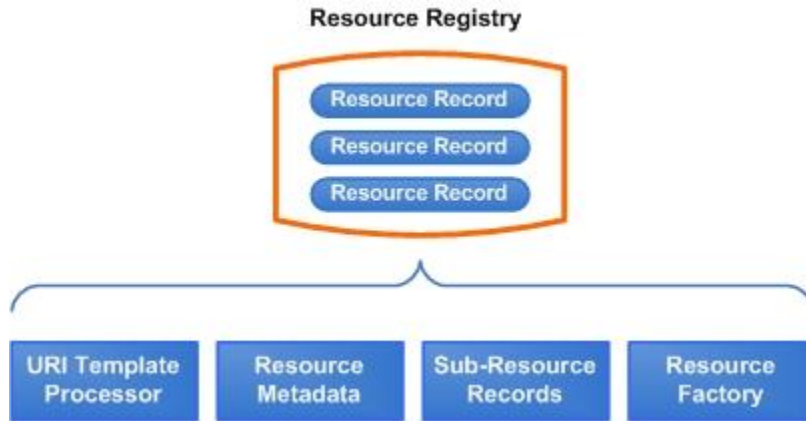 Resource Registry
Resource Record
Resource Record
Resource Record
URI Template
Processor
Resource
Metadata
Sub-Resource
Records
Resource
Factory